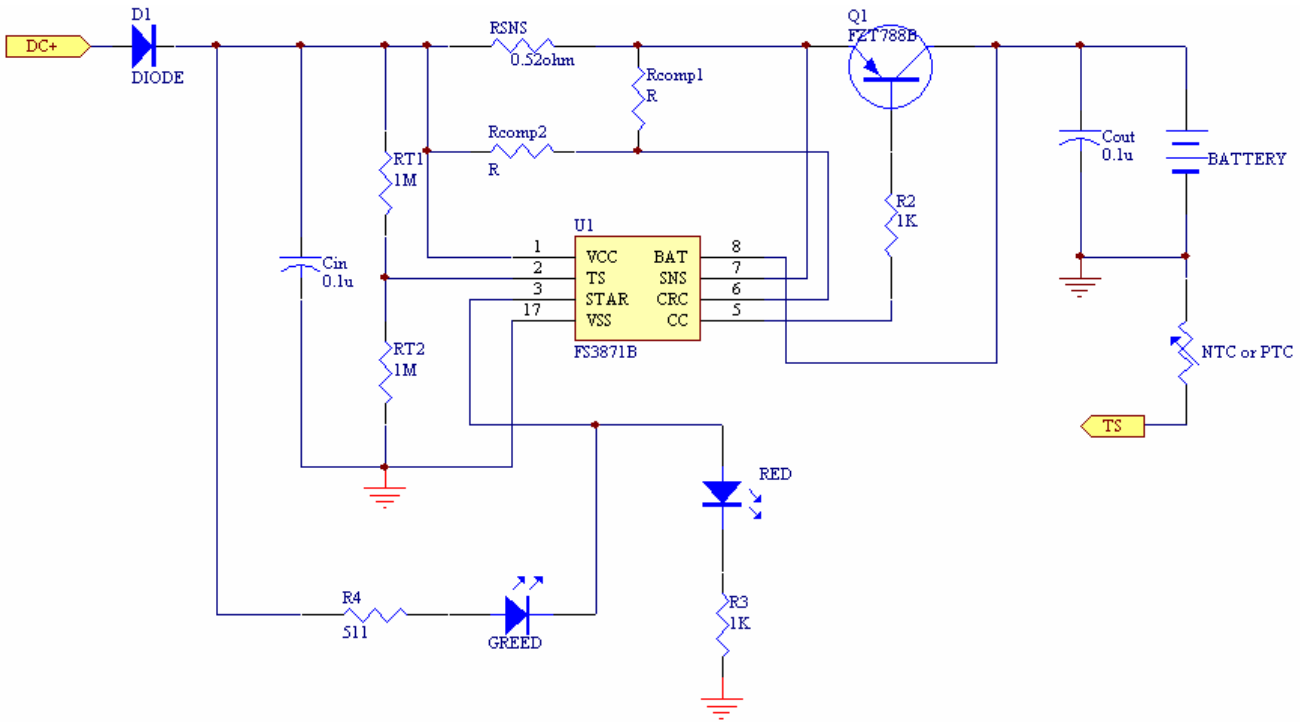 D1
DC+
DIODE
RSNS
0.52ohm
Q1
FZT788B
Rcomp1
R
Rcomp2
R
RT1
1M
Cout
0.1u
BATTERY
R2
1K
U1
1 VCC BAT 8
2 TS SNS 7
3 STAR CRC 6
17 VSS CC 5
FS3871B
Cin
0.1u
RT2
1M
NTC or PTC
TS
RED
R4
511
GREED
R3
1K